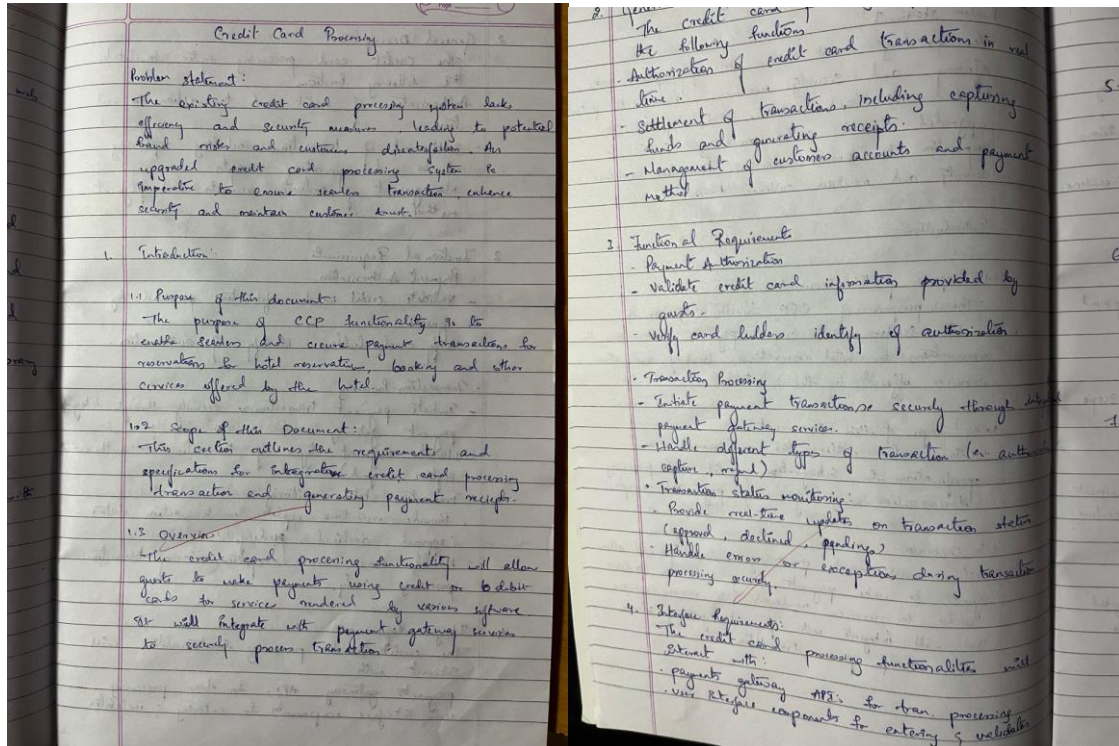 Credit Card Processing
Problem statement:
The existing credit card processing system lacks
efficiency and security measures, leading to potential
fraud risks and customers dissatisfaction. An
upgraded credit card processing system is
imperative to ensure seamless transaction, enhance
security and maintain customer trust.
1. Introduction:
1.1 Purpose of this document:
The purpose of CCP functionality is to
enable seamless and secure payment transactions for
reservations for hotel reservation, booking and other
services offered by the hotel.
1.2 Scope of this Document:
This section outlines the requirements and
specifications for credit card processing
transaction and generating payment reciepts.
1.3 Overview:
The credit card processing functionality will allow
guests to make payments using credit or debit
cards for service rendered by various software
It will integrate with payment gateway services
to securely process transaction.
2.
The credit card
the following functions
- Authorization of credit card transactions in real
time.
- Settlement of transactions, including capturing
funds and generating receipts.
- Management of customers accounts and payment
method.
3. Functional Requirements
- Payment Authorization
- Validate credit card information provided by
guests.
- Verify card holders identify of authorization.
- Transaction Processing
- Initiate payment transactions securely through
payment gateway services.
- Handle different types of transaction (ex-
capture, refund)
• Transaction status monitoring:
- Provide real-time updates on transaction status
(approval, declined, pendings)
- Handle errors or exceptions during transaction
processing securely
4. Interface Requirements:
The credit card processing functionalities will
interact with:
- payments gateway APIs: for tran. processing
- user interface components for entering & validates